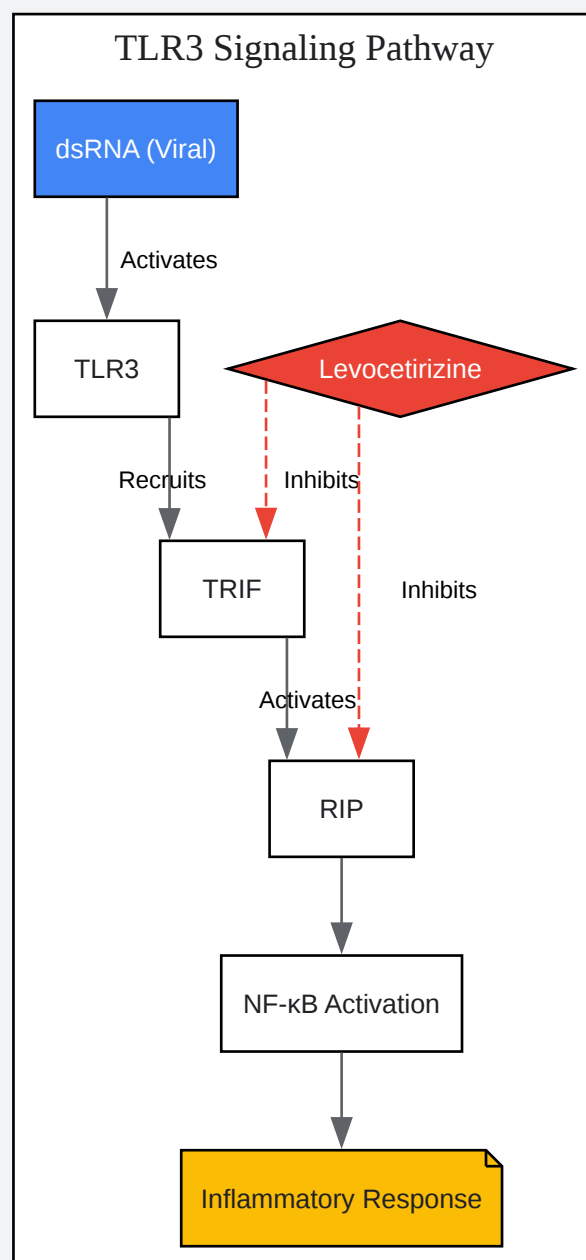 TLR3 Signaling Pathway
dsRNA (Viral)
Activates
TLR3
Levocetirizine
Recruits
Inhibits
TRIF
Inhibits
Activates
RIP
NF-κB Activation
Inflammatory Response